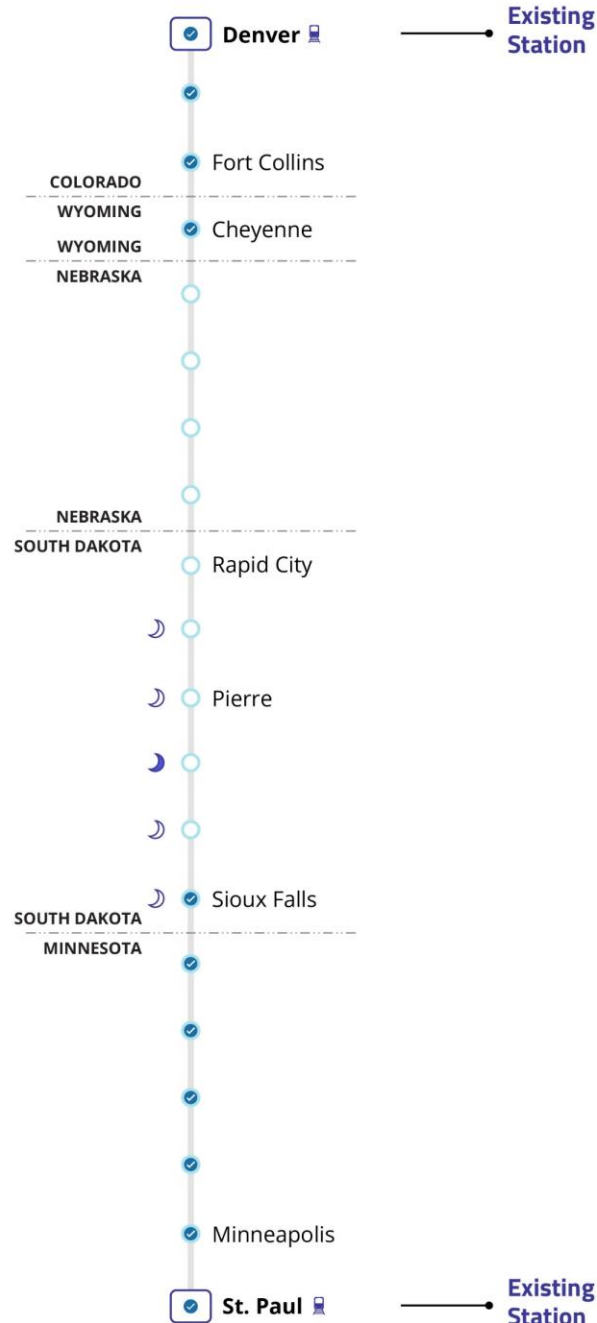 Denver
Existing
Station
Fort Collins
COLORADO
WYOMING
Cheyenne
WYOMING
NEBRASKA
NEBRASKA
SOUTH DAKOTA
Rapid City
Pierre
Sioux Falls
SOUTH DAKOTA
MINNESOTA
Minneapolis
St. Paul
Existing
Station